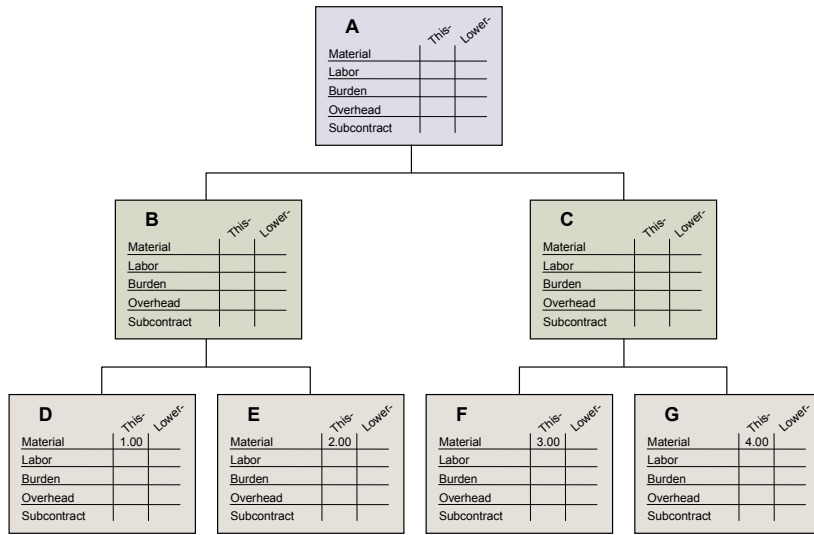 A This- Lower-
Material
Labor
Burden
Overhead
Subcontract
B This- Lower-
Material
Labor
Burden
Overhead
Subcontract
C This- Lower-
Material
Labor
Burden
Overhead
Subcontract
D This- Lower-
Material 1.00
Labor
Burden
Overhead
Subcontract
E This- Lower-
Material 2.00
Labor
Burden
Overhead
Subcontract
F This- Lower-
Material 3.00
Labor
Burden
Overhead
Subcontract
G This- Lower-
Material 4.00
Labor
Burden
Overhead
Subcontract